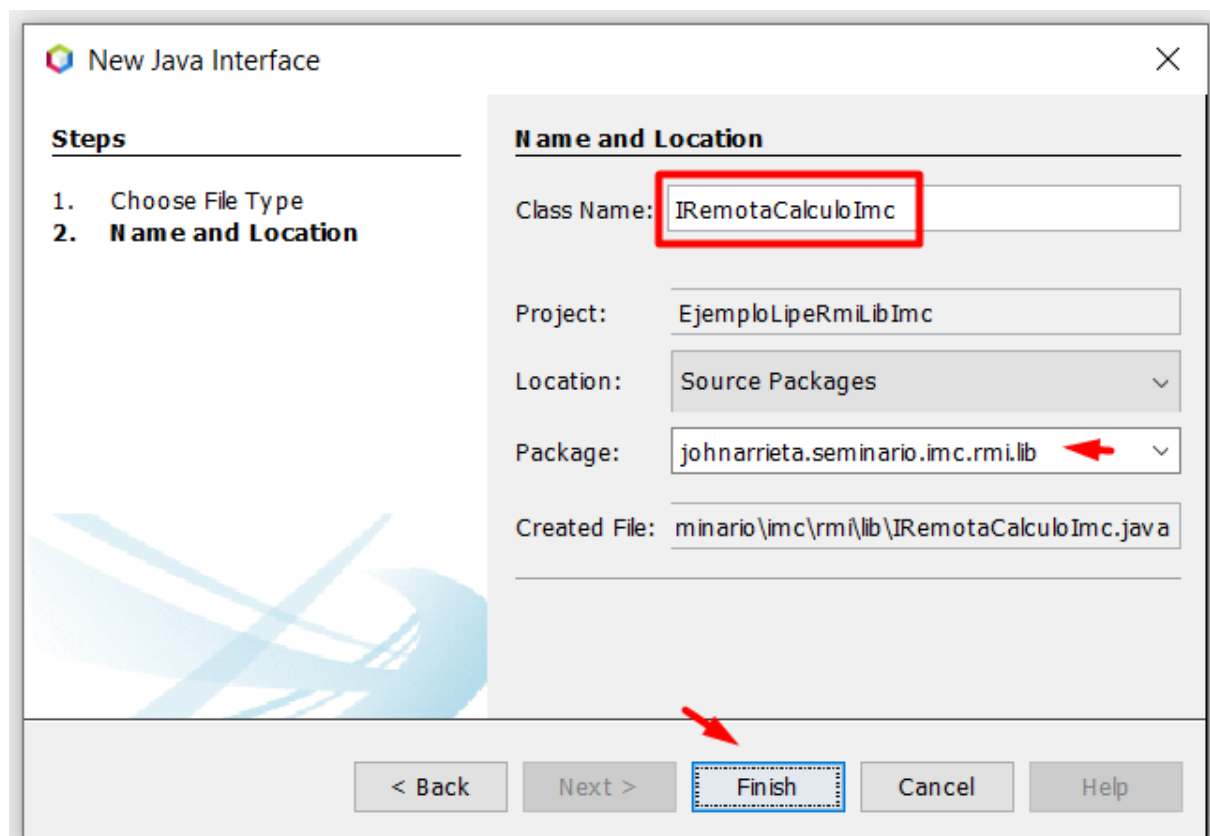 New Java Interface
Steps
1. Choose File Type
2. Name and Location
Name and Location
Class Name: IRemotaCalculoImc
Project: EjemploLipeRmiLibImc
Location: Source Packages
Package: johnarrieta.seminario.imc.rmi.lib
Created File: minario\imc\rmi\lib\IRemotaCalculoImc.java
< Back Next > Finish Cancel Help